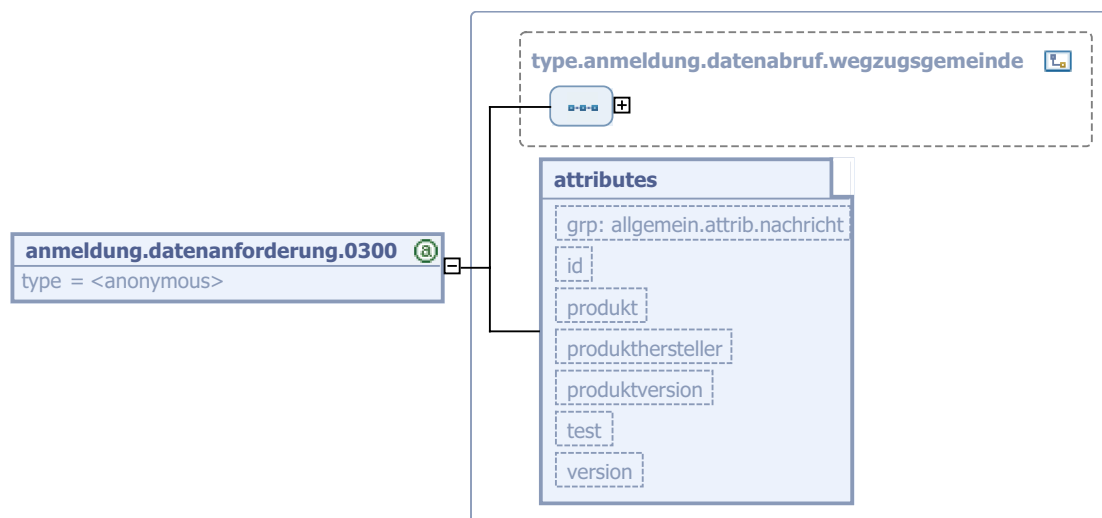 type.anmeldung.datenabruf.wegzugsgemeinde
attributes
grp: allgemein.attrib.nachricht
anmeldung.datenanforderung.0300
type = <anonymous>
id
produkt
produkthersteller
produktversion
test
version